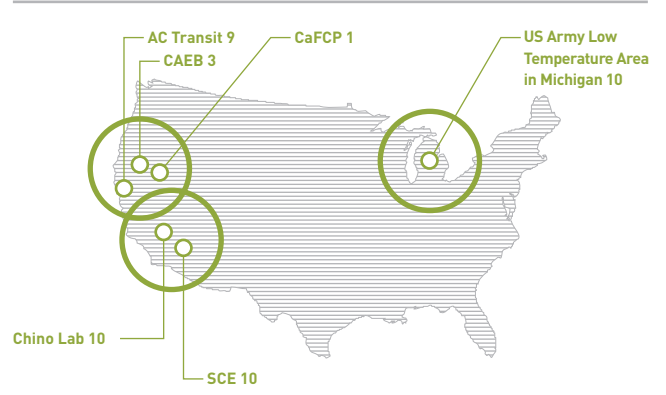 AC Transit 9
CAEB 3
CaFCP 1
US Army Low
Temperature Area
in Michigan 10
Chino Lab 10
SCE 10